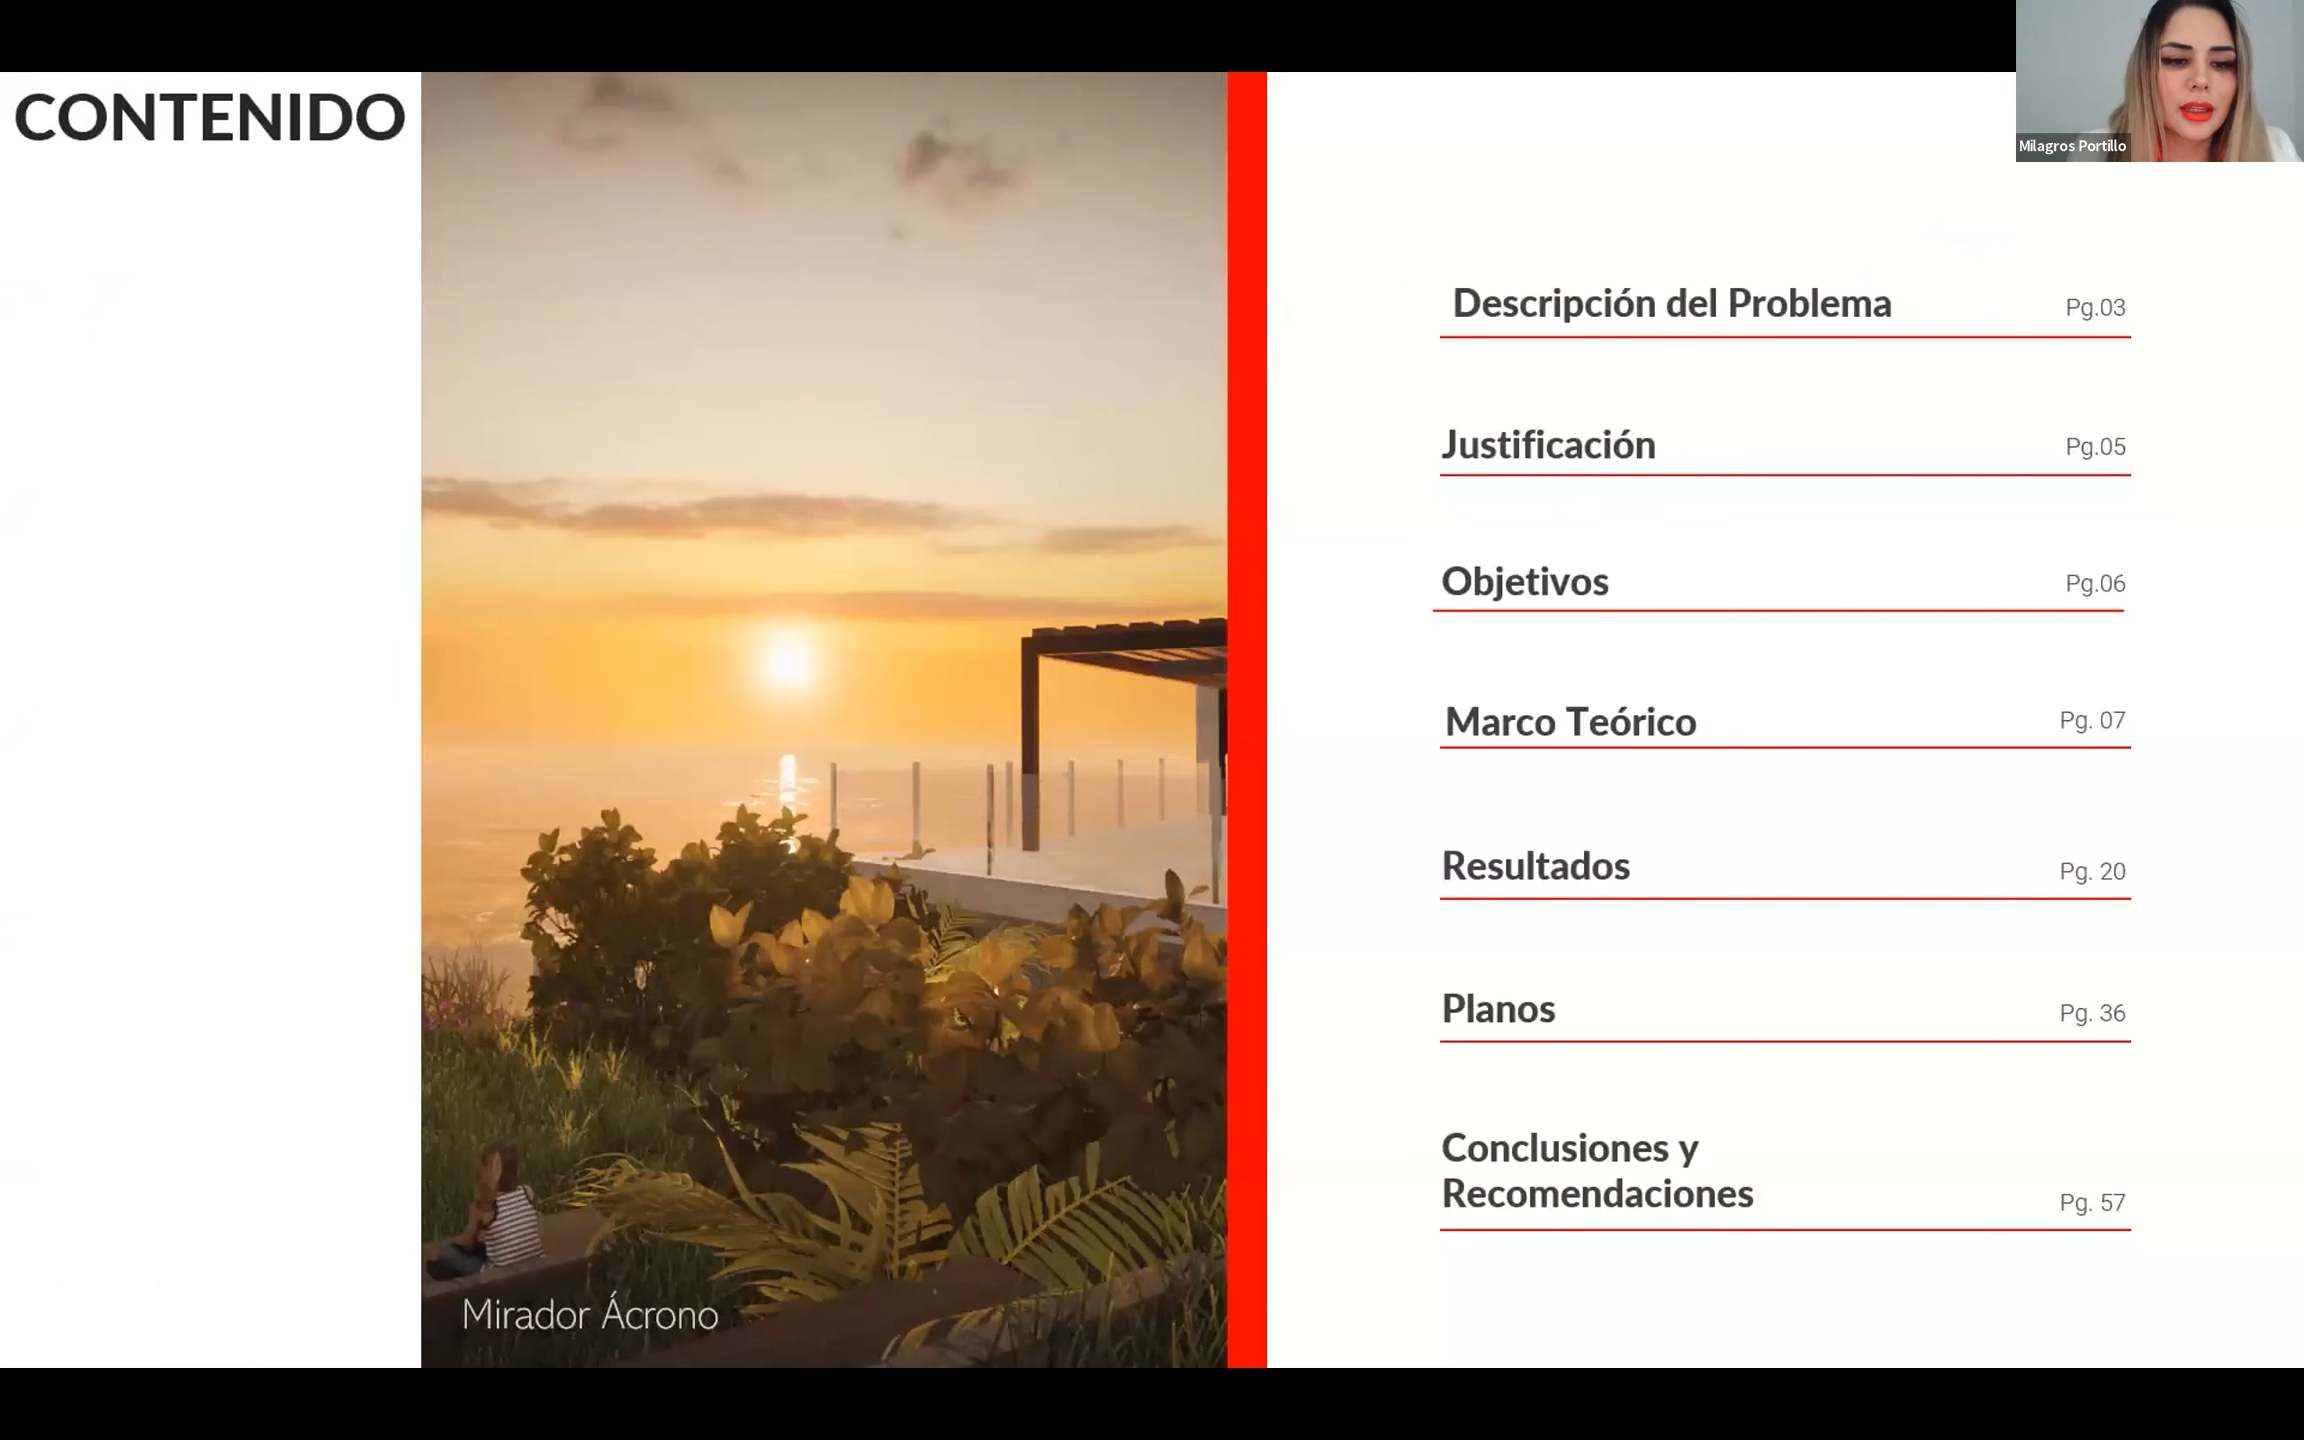 CONTENIDO
Milagros Portillo
Descripción del Problema Pg.03
Justificación Pg.05
Objetivos Pg.06
Marco Teórico Pg. 07
Resultados Pg. 20
Planos Pg. 36
Conclusiones y
Recomendaciones Pg. 57
Mirador Ácrono